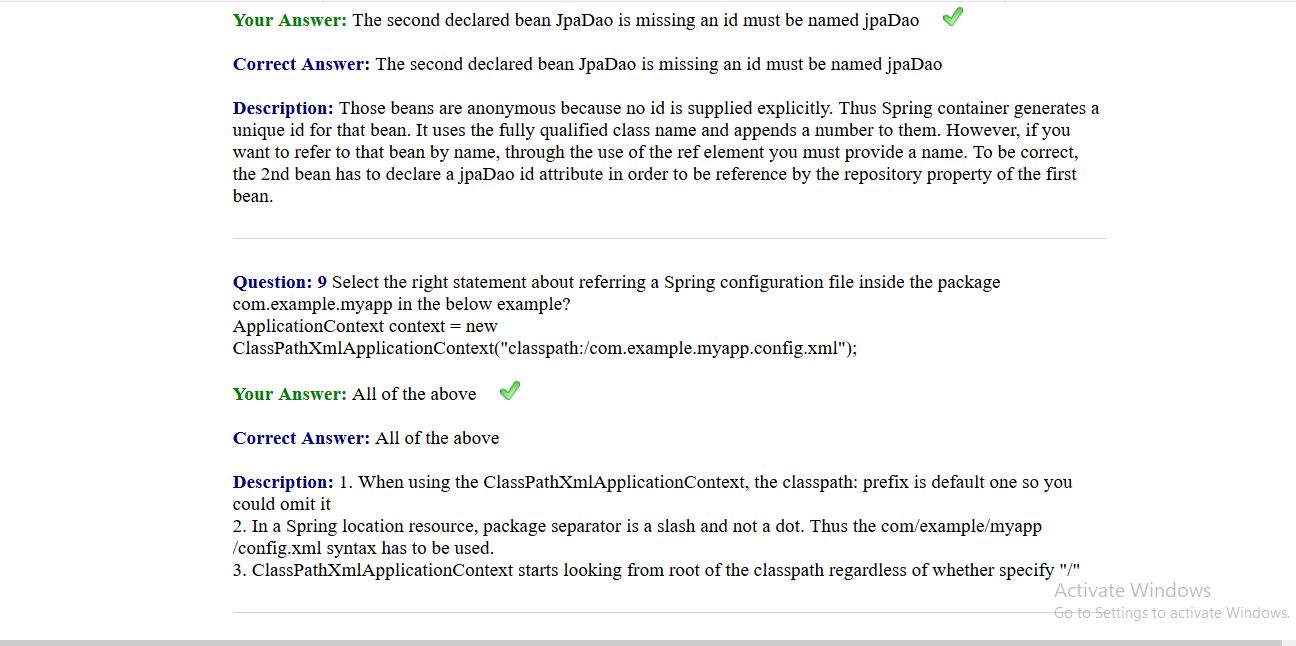 Your Answer: The second declared bean JpaDao is missing an id must be named jpaDao
Correct Answer: The second declared bean JpaDao is missing an id must be named jpaDao
Description: Those beans are anonymous because no id is supplied explicitly. Thus Spring container generates a
unique id for that bean. It uses the fully qualified class name and appends a number to them. However, if you
want to refer to that bean by name, through the use of the ref element you must provide a name. To be correct,
the 2nd bean has to declare a jpaDao id attribute in order to be reference by the repository property of the first
bean.
Question: 9 Select the right statement about referring a Spring configuration file inside the package
com.example.myapp in the below example?
ApplicationContext context = new
ClassPathXmlApplicationContext("classpath:/com.example.myapp.config.xml");
Your Answer: All of the above
Correct Answer: All of the above
Description: 1. When using the ClassPathXmlApplicationContext, the classpath: prefix is default one so you
could omit it
2. In a Spring location resource, package separator is a slash and not a dot. Thus the com/example/myapp
/config.xml syntax has to be used.
3. ClassPathXmlApplicationContext starts looking from root of the classpath regardless of whether specify "/"
Activate Windows
Go to Settings to activate Windows.